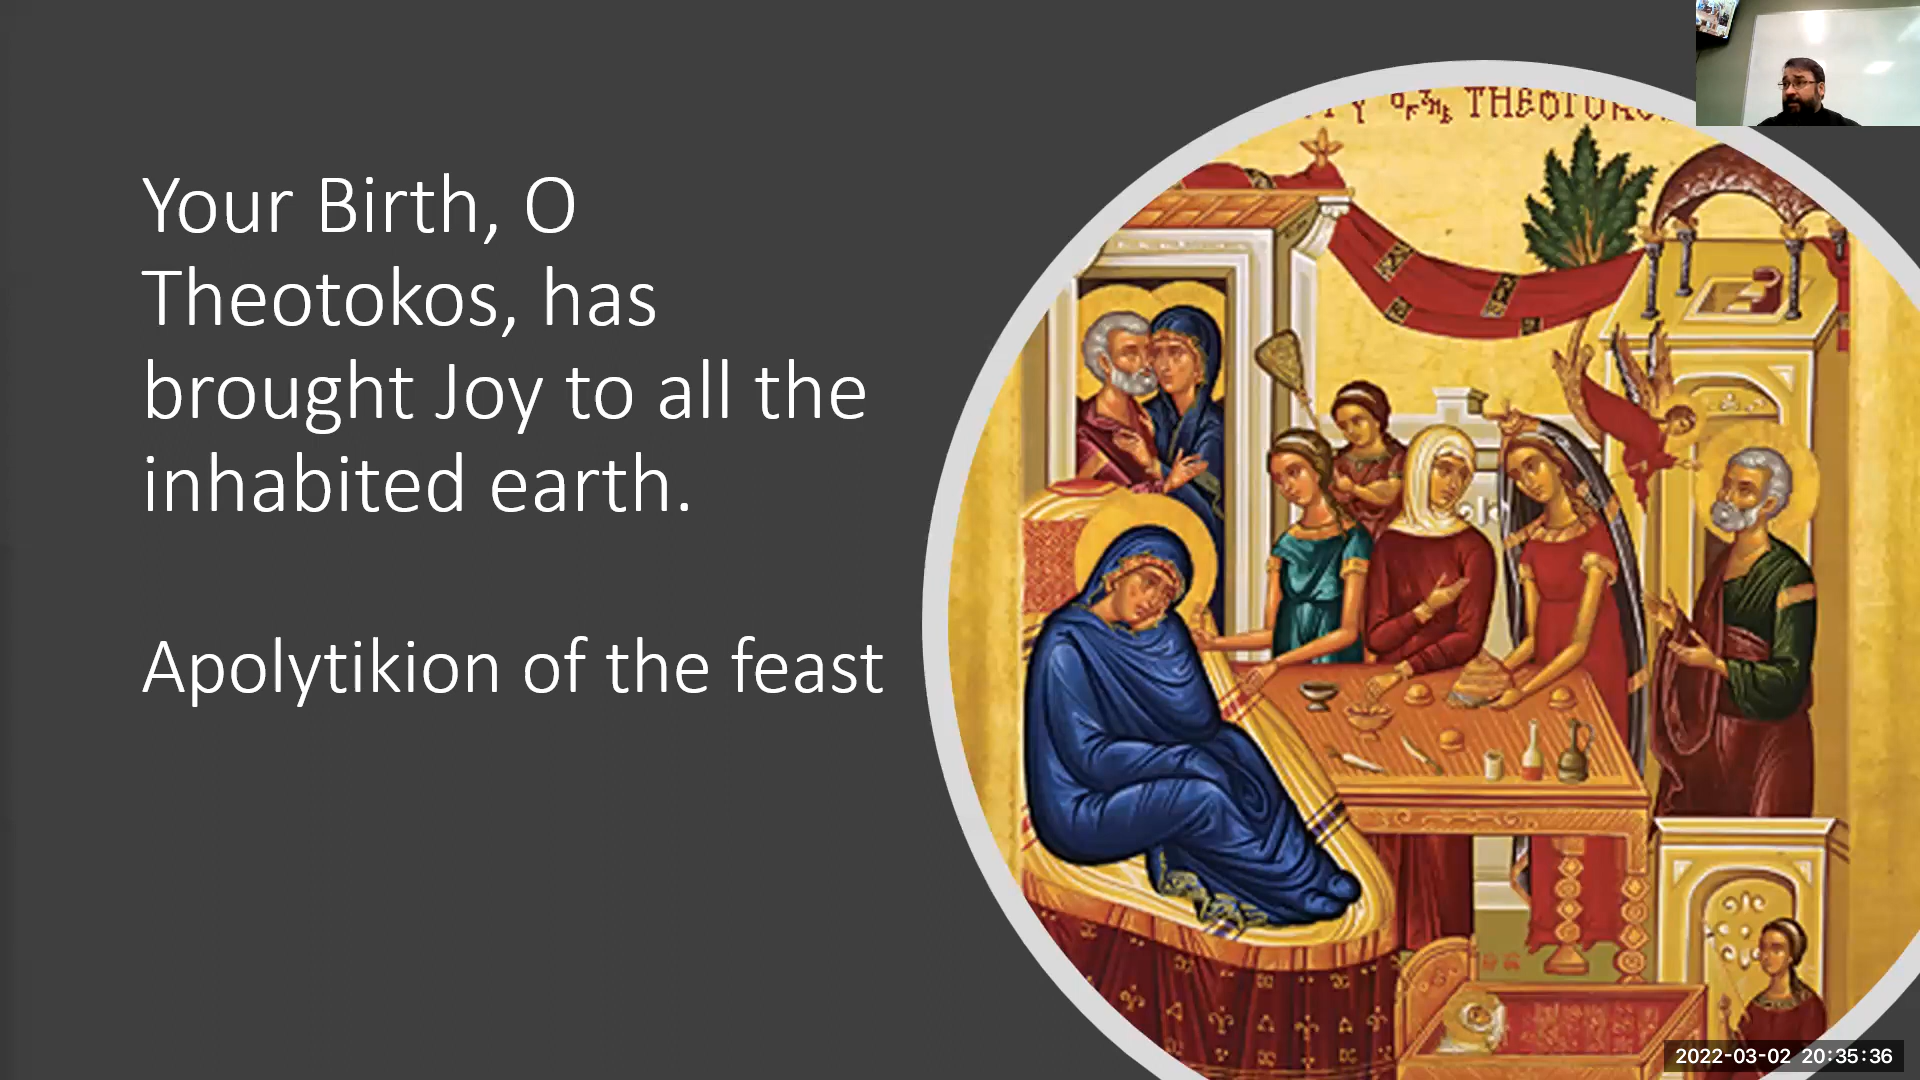 Your Birth, O
Theotokos, has
brought Joy to all the
inhabited earth.
Apolytikion of the feast
2022-03-02 20:35:36